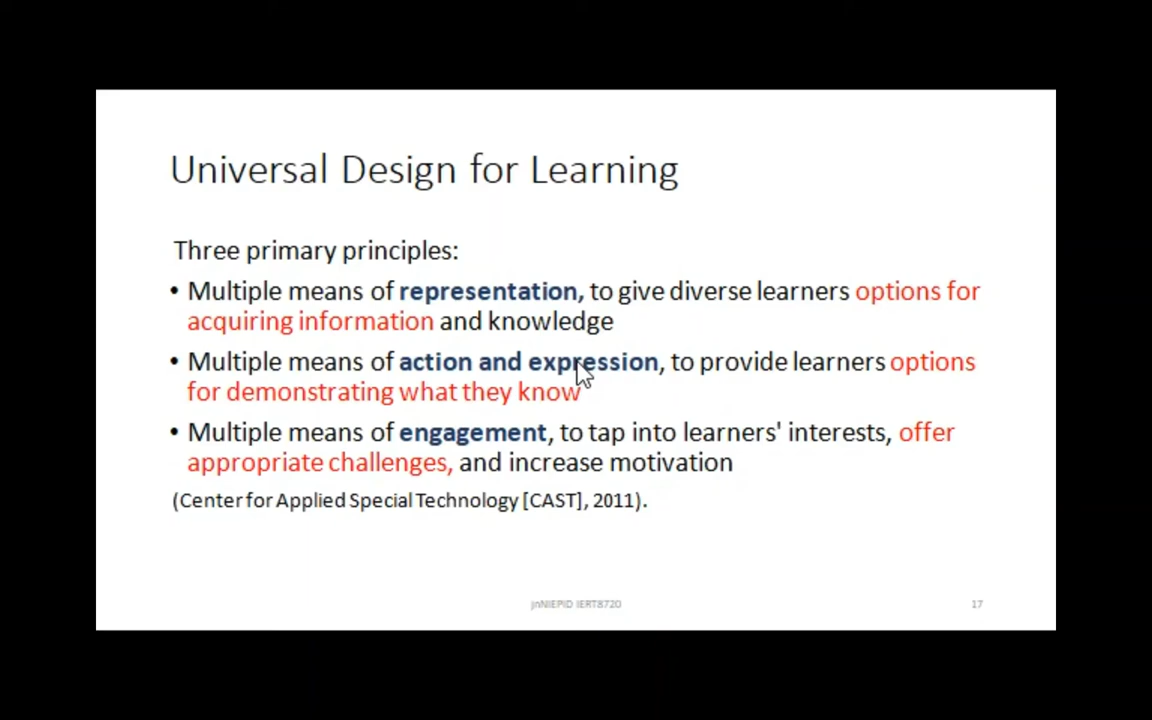 Universal Design for Learning
Three primary principles:
• Multiple means of representation, to give diverse learners options for
acquiring information and knowledge
• Multiple means of action and expression, to provide learners options
for demonstrating what they know
• Multiple means of engagement, to tap into learners' interests, offer
appropriate challenges, and increase motivation
(Center for Applied Special Technology [CAST], 2011).
jnNIEPID IERT8720
17